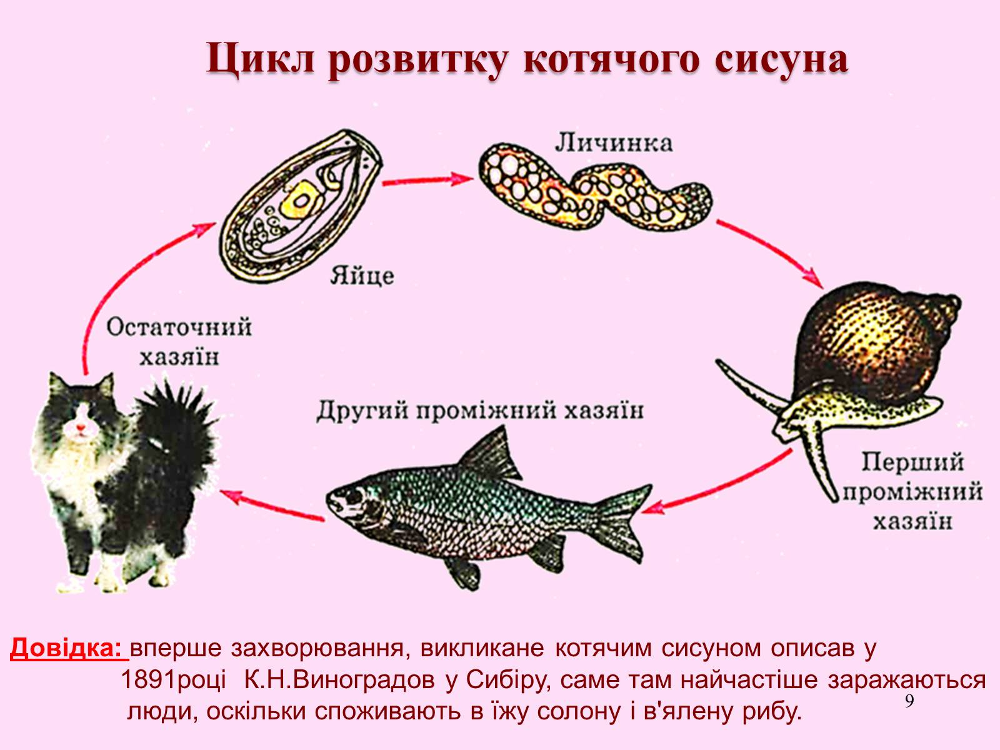 Цикл розвитку котячого сисуна
Личинка
Яйце
Остаточний
хазяїн
Другий проміжний хазяїн
Перший
проміжний
хазяїн
Довідка: вперше захворювання, викликане котячим сисуном описав у
1891році К.Н.Виноградов у Сибіру, саме там найчастіше заражаються
люди, оскільки споживають в їжу солону і в'ялену рибу.
9